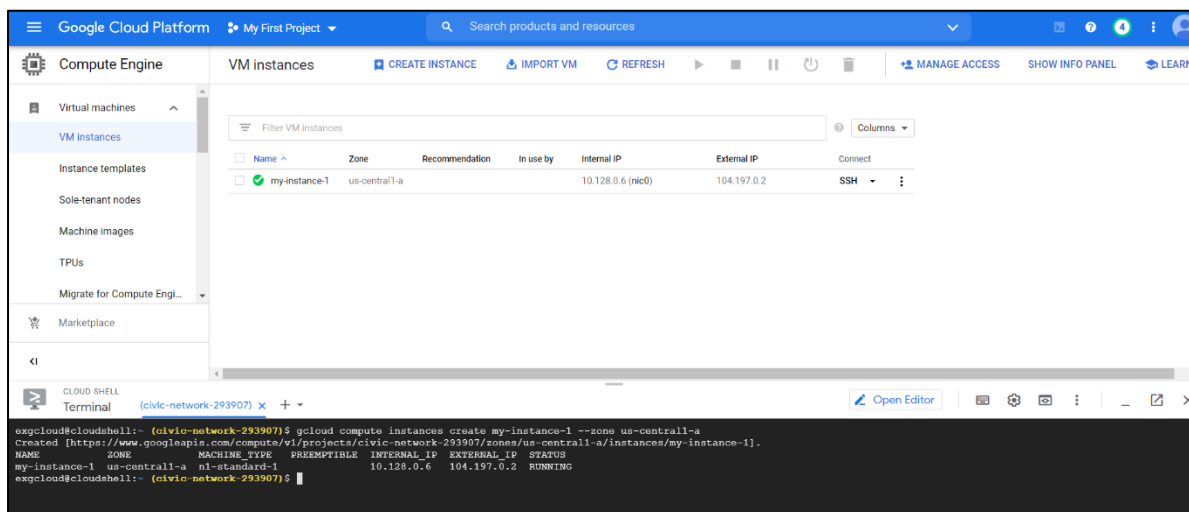 Google Cloud Platform My First Project Search products and resources 4
Compute Engine VM instances CREATE INSTANCE IMPORT VM REFRESH MANAGE ACCESS SHOW INFO PANEL LEARN
Virtual machines
VM instances
Instance templates
Sole-tenant nodes
Machine images
TPUs
Migrate for Compute Engi...
Marketplace
Filter VM instances Columns
Name Zone Recommendation In use by Internal IP External IP Connect
my-instance-1 us-central1-a 10.128.0.6 (nic0) 104.197.0.2 SSH
CLOUD SHELL
Terminal (civic-network-293907) Open Editor
exgcloud@cloudshell:~ (civic-network-293907)$ gcloud compute instances create my-instance-1 --zone us-central1-a
Created [https://www.googleapis.com/compute/v1/projects/civic-network-293907/zones/us-central1-a/instances/my-instance-1].
NAME ZONE MACHINE_TYPE PREEMPTIBLE INTERNAL_IP EXTERNAL_IP STATUS
my-instance-1 us-central1-a n1-standard-1 10.128.0.6 104.197.0.2 RUNNING
exgcloud@cloudshell:~ (civic-network-293907)$